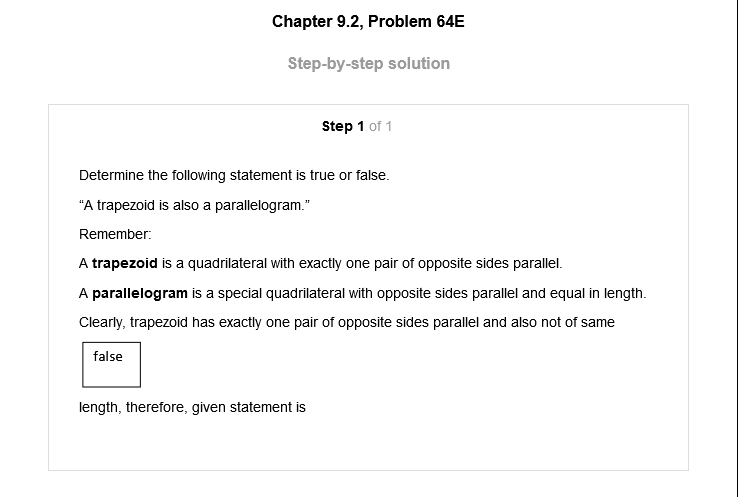 Chapter 9.2, Problem 64E
Step-by-step solution
Step 1 of 1
Determine the following statement is true or false.
“A trapezoid is also a parallelogram.”
Remember:
A trapezoid is a quadrilateral with exactly one pair of opposite sides parallel.
A parallelogram is a special quadrilateral with opposite sides parallel and equal in length.
Clearly, trapezoid has exactly one pair of opposite sides parallel and also not of same
false
length, therefore, given statement is